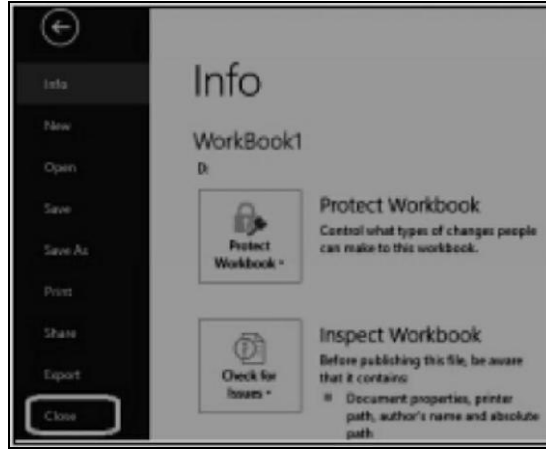 Info
New
Open
Save
Save As
Print
Share
Export
Close
Info
WorkBook1
D:
Protect
Workbook
Protect Workbook
Control what types of changes people
can make to this workbook.
Check for
Issues
Inspect Workbook
Before publishing this file, be aware
that it contains:
Document properties, printer
path, author's name and absolute
path